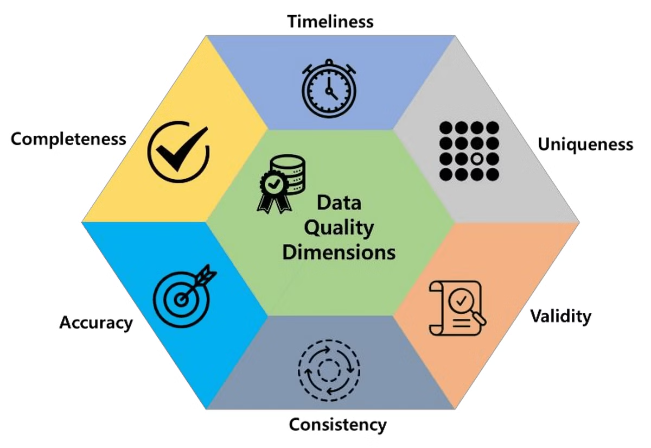 Timeliness
Completeness
Uniqueness
Data
Quality
Dimensions
Accuracy
Validity
Consistency